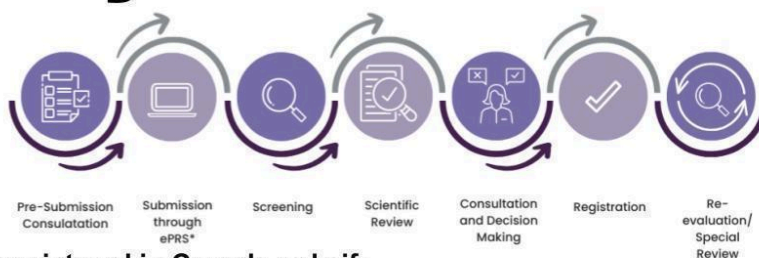 Pre-Submission
Consulatation
Submission
through
ePRS*
Screening
Scientific
Review
Consultation
and Decision
Making
Registration
Re-
evaluation/
Special
Review